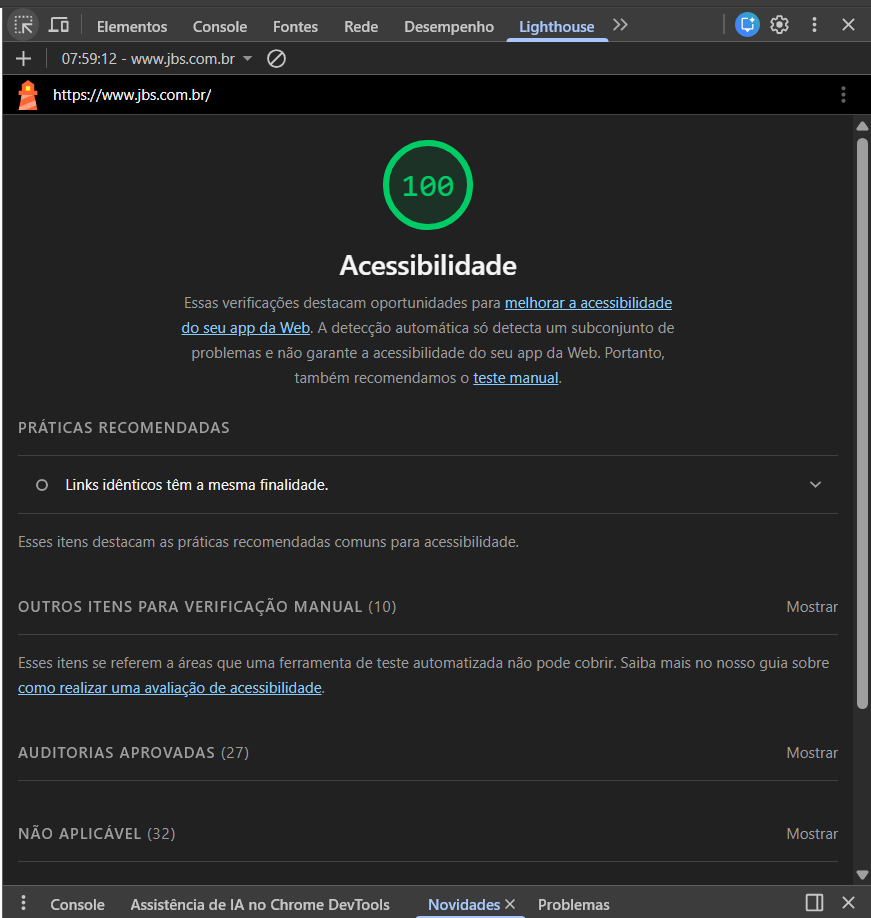 Elementos Console Fontes Rede Desempenho Lighthouse
07:59:12 - www.jbs.com.br
https://www.jbs.com.br/
100
Acessibilidade
Essas verificações destacam oportunidades para melhorar a acessibilidade
do seu app da Web. A detecção automática só detecta um subconjunto de
problemas e não garante a acessibilidade do seu app da Web. Portanto,
também recomendamos o teste manual.
PRÁTICAS RECOMENDADAS
Links idênticos têm a mesma finalidade.
Esses itens destacam as práticas recomendadas comuns para acessibilidade.
OUTROS ITENS PARA VERIFICAÇÃO MANUAL (10) Mostrar
Esses itens se referem a áreas que uma ferramenta de teste automatizada não pode cobrir. Saiba mais no nosso guia sobre
como realizar uma avaliação de acessibilidade.
AUDITORIAS APROVADAS (27) Mostrar
NÃO APLICÁVEL (32) Mostrar
Console Assistência de IA no Chrome DevTools Novidades Problemas